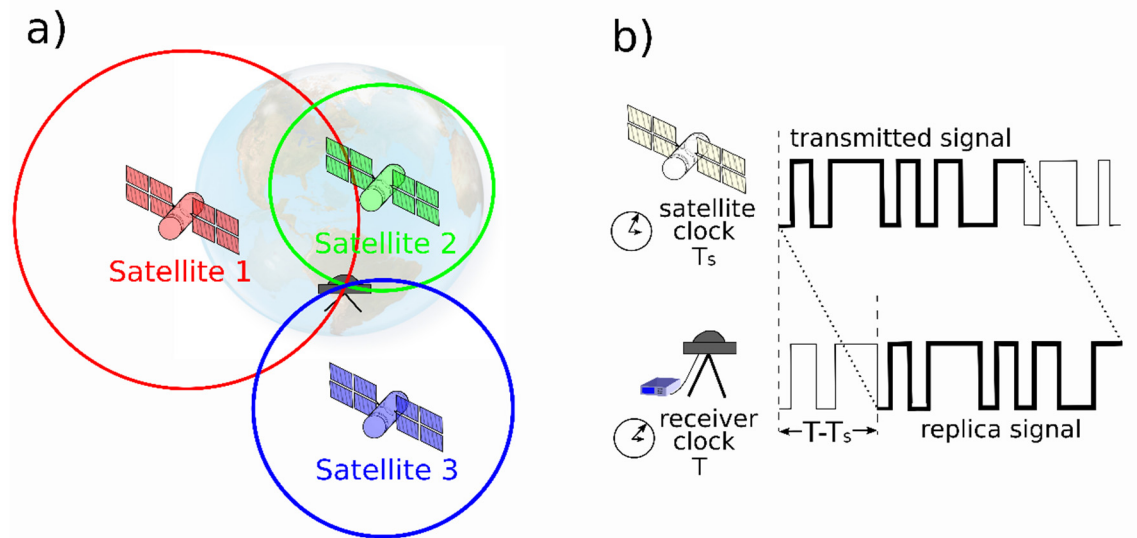 a)
Satellite 1
Satellite 2
Satellite 3
b)
transmitted signal
satellite
clock
Ts
receiver
clock
T
T-Ts
replica signal